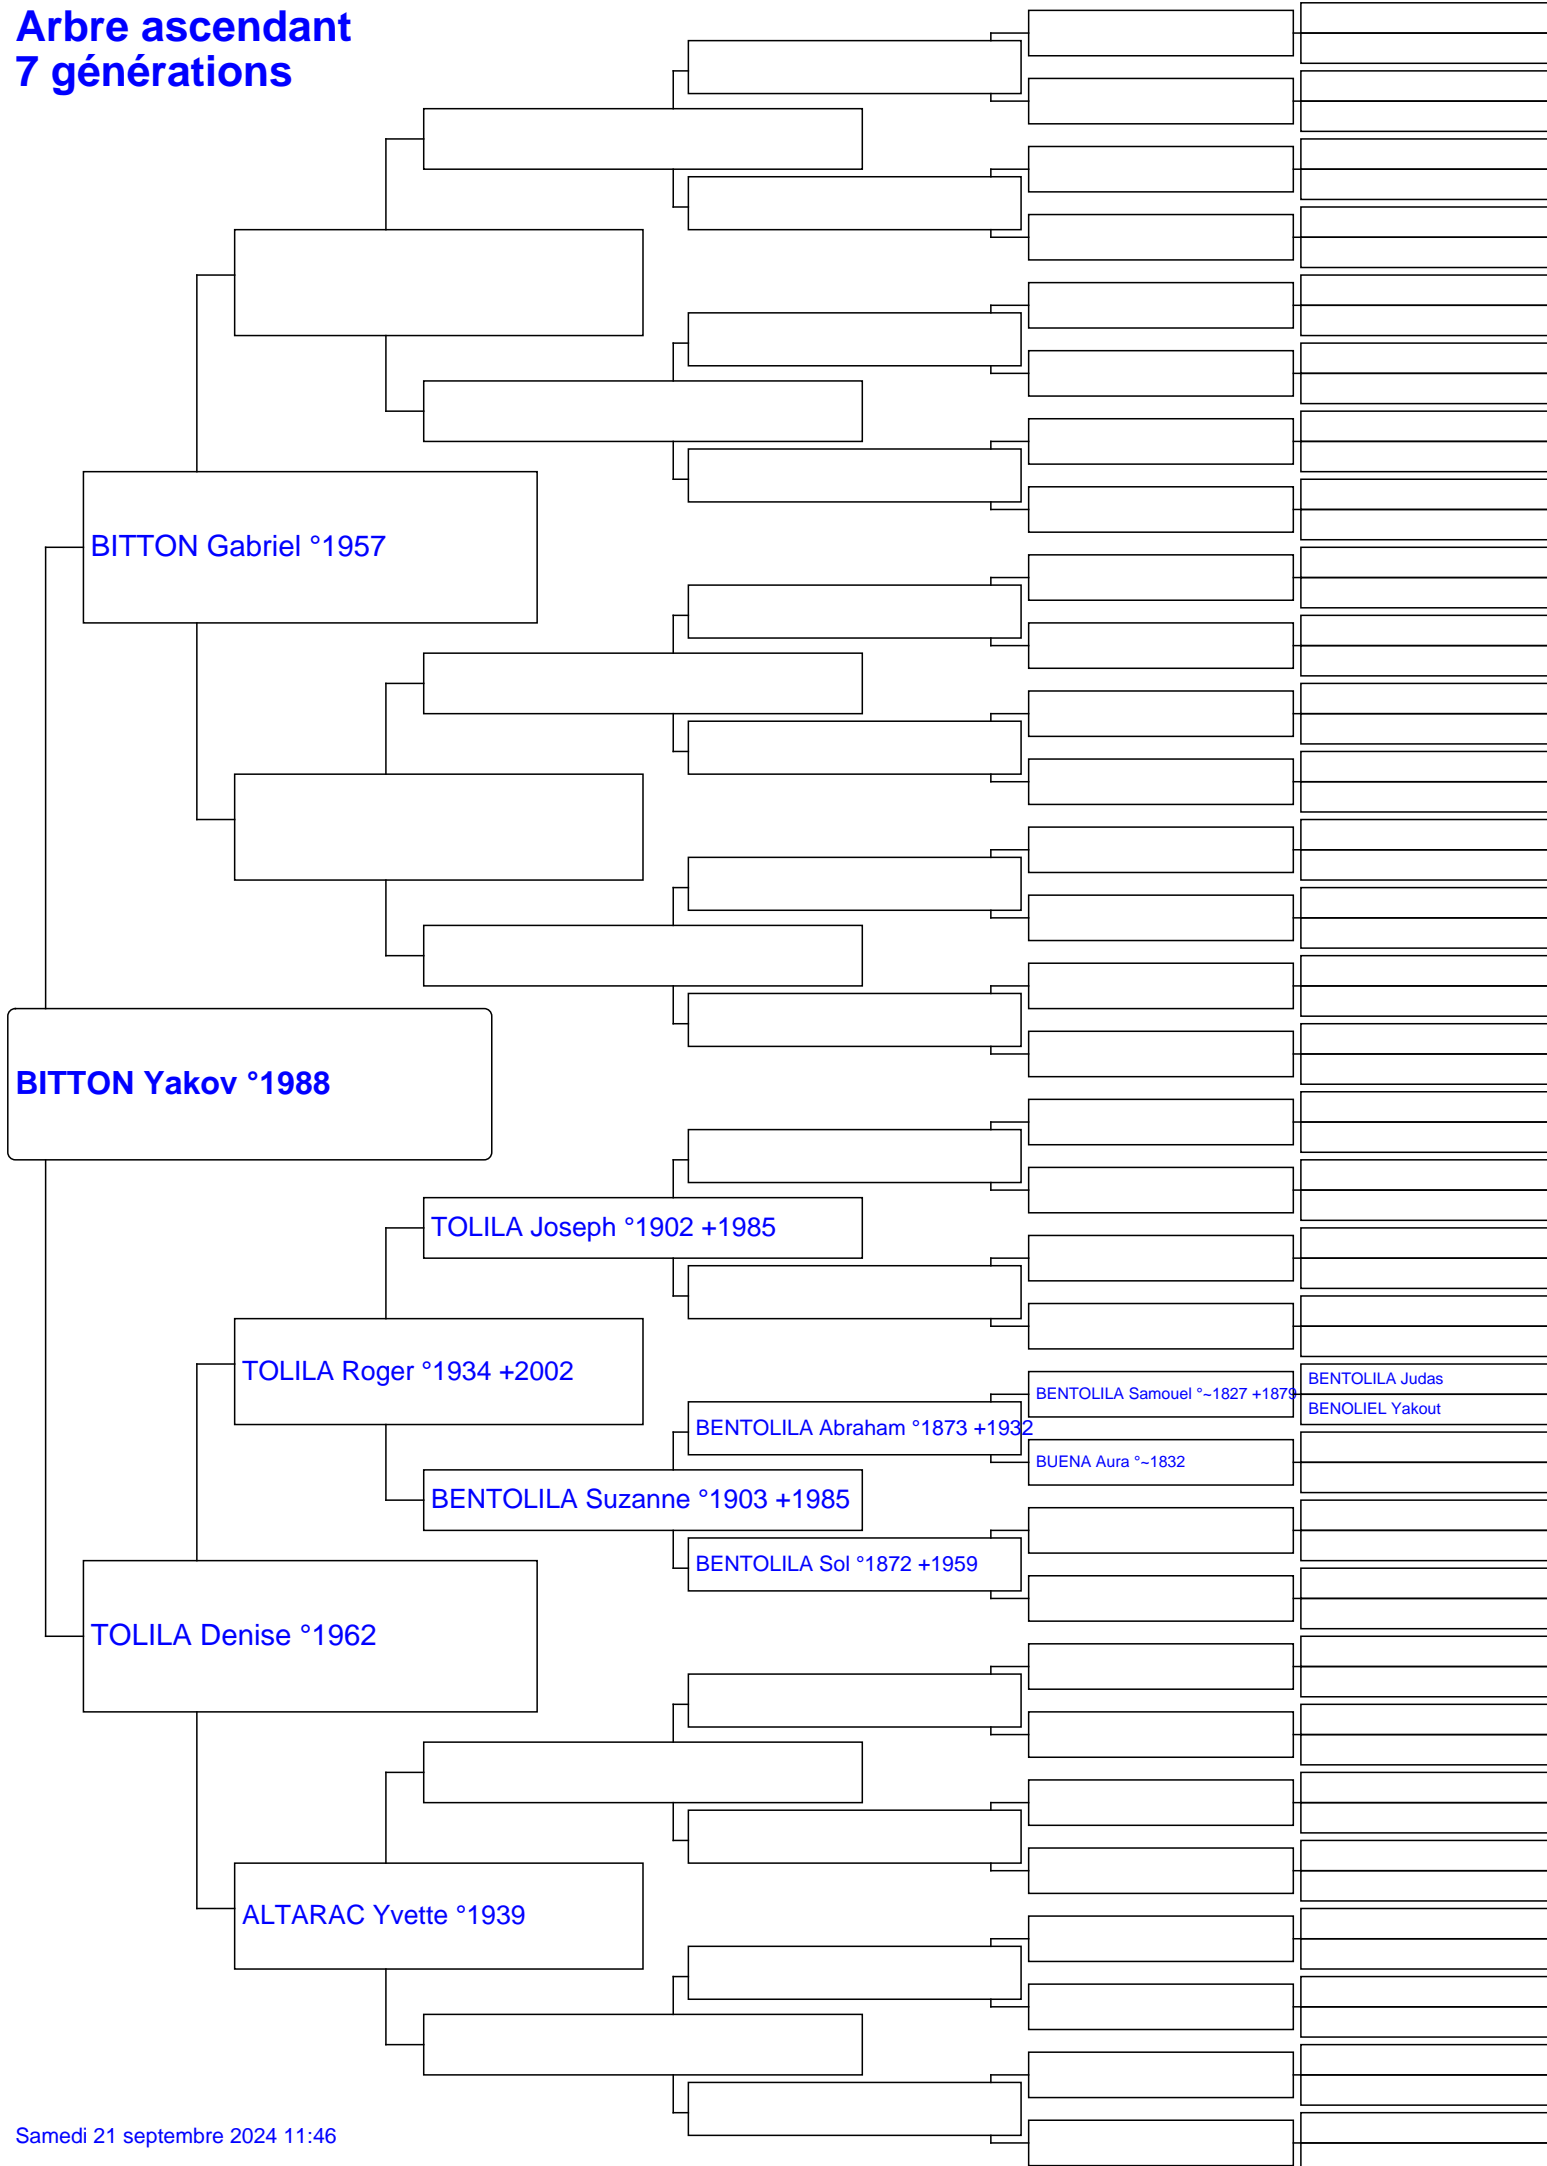 Arbre ascendant
7 générations
BITTON Gabriel °1957
BITTON Yakov °1988
TOLILA Joseph °1902 +1985
TOLILA Roger °1934 +2002
BENTOLILA Judas
BENTOLILA Samouel °~1827 +1879
BENOLIEL Yakout
BENTOLILA Abraham °1873 +1932
BUENA Aura °~1832
BENTOLILA Suzanne °1903 +1985
BENTOLILA Sol °1872 +1959
TOLILA Denise °1962
ALTARAC Yvette °1939
Samedi 21 septembre 2024 11:46